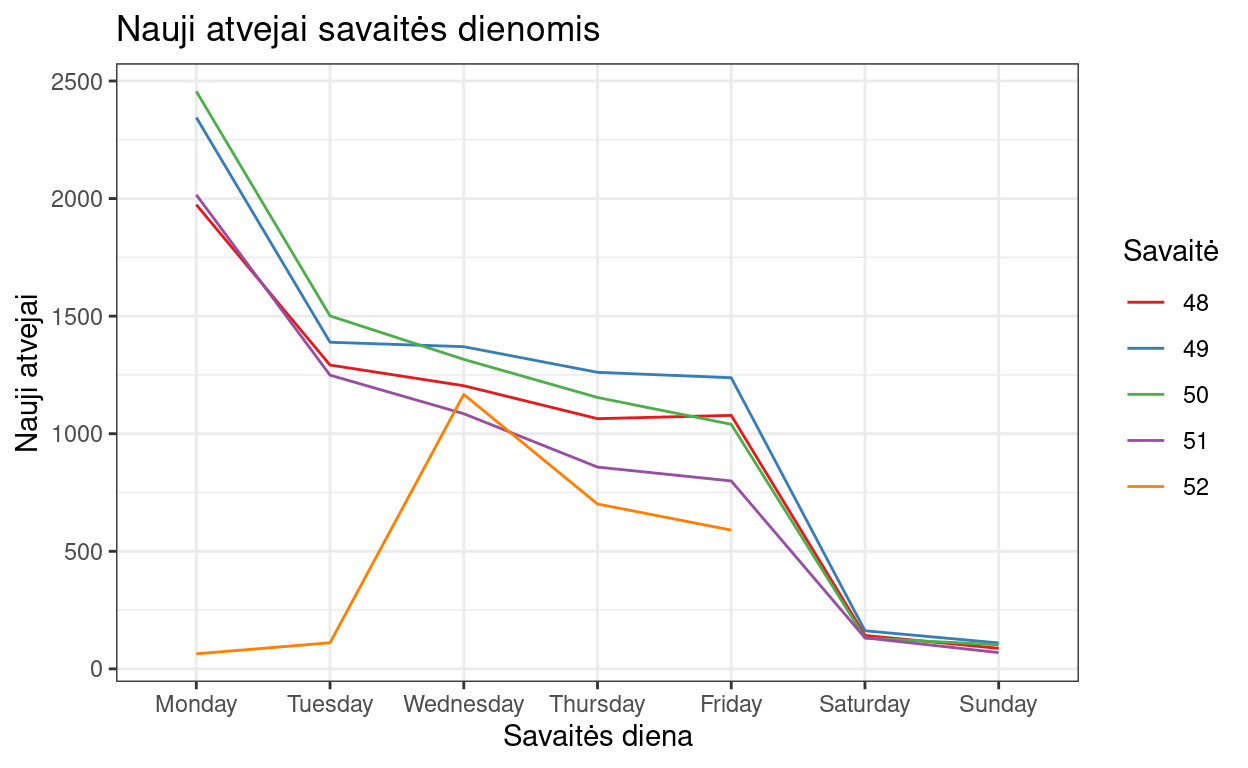 Nauji atvejai savaitės dienomis
Nauji atvejai
2500
2000
1500
1000
500
0
Monday Tuesday Wednesday Thursday Friday Saturday Sunday
Savaitės diena
Savaitė
48
49
50
51
52